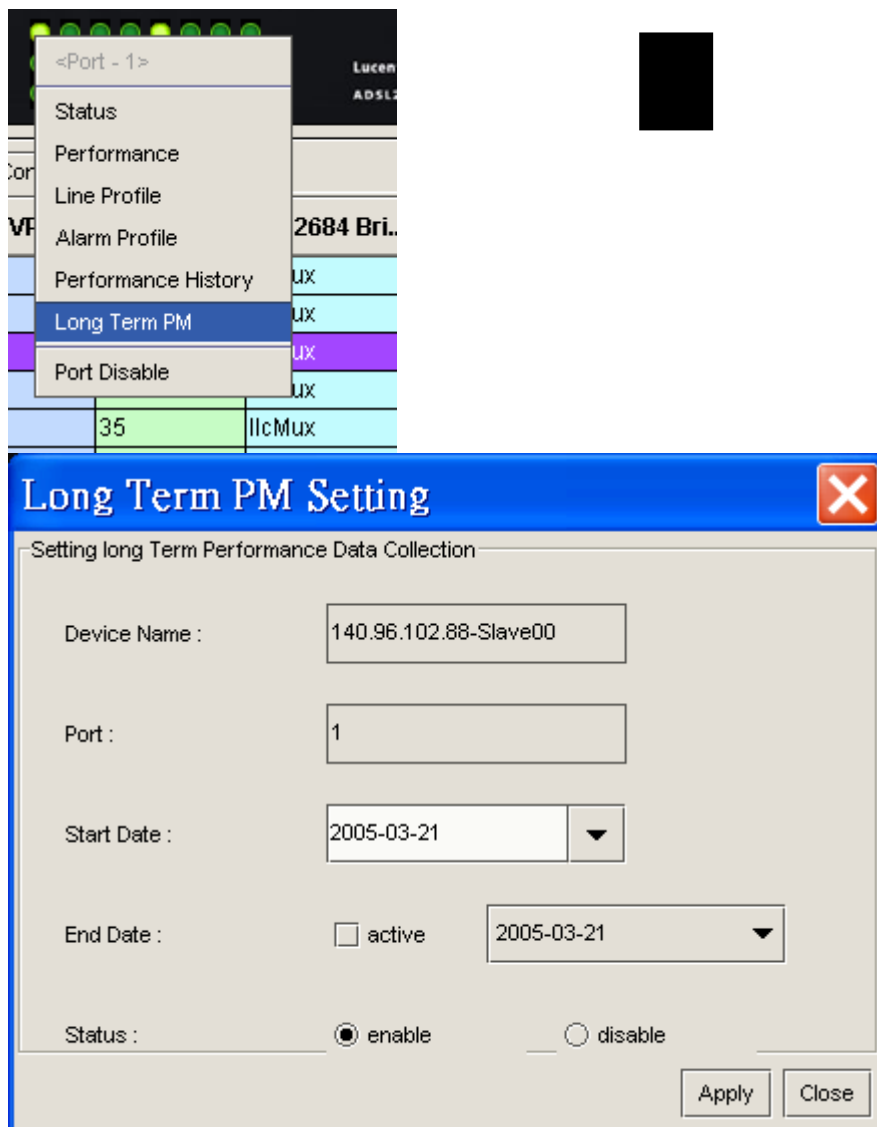 <Port - 1>
Status
Performance
Line Profile
Alarm Profile
Performance History
Long Term PM
Port Disable
2684 Bri..
35
llcMux
Long Term PM Setting
Setting long Term Performance Data Collection
Device Name :
140.96.102.88-Slave00
Port :
1
Start Date :
2005-03-21
End Date :
active
2005-03-21
Status :
enable
disable
Apply
Close